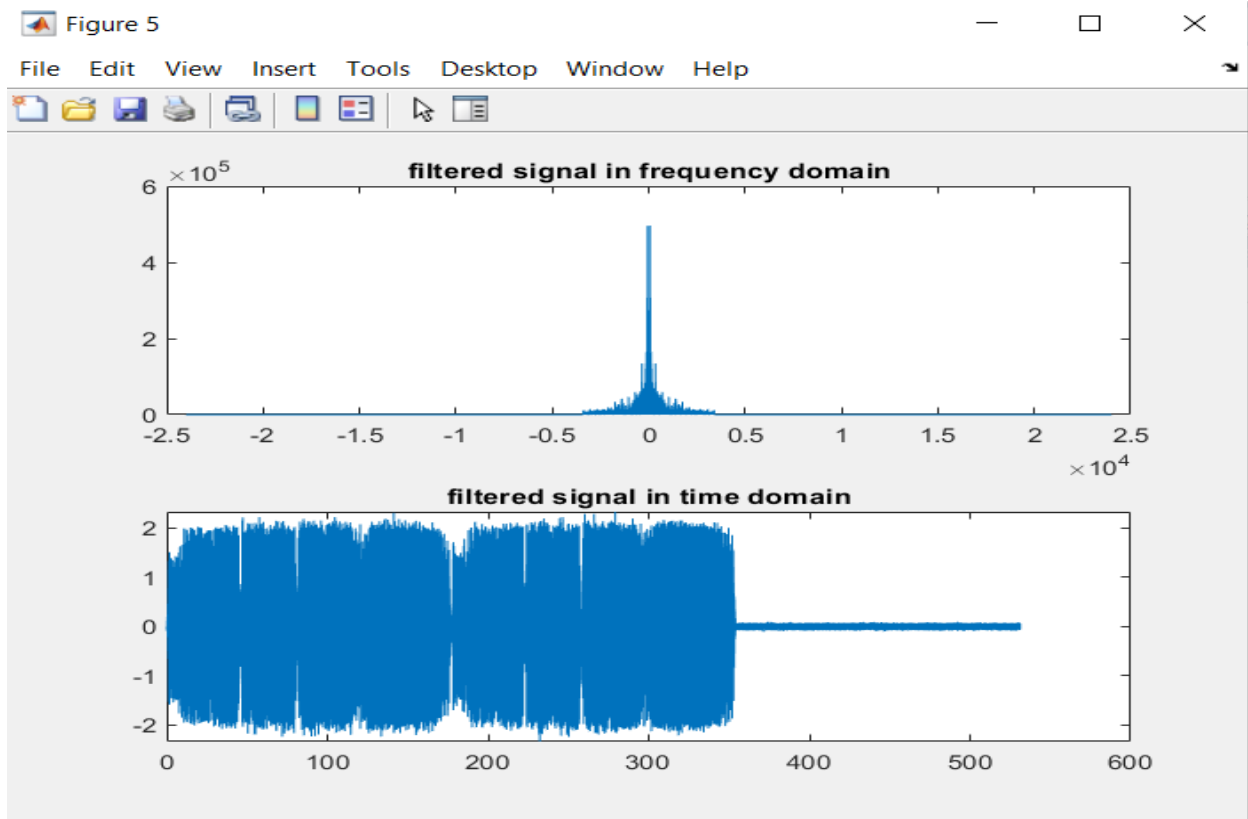 Figure 5
File Edit View Insert Tools Desktop Window Help
×10^5
filtered signal in frequency domain
6
4
2
0
-2.5 -2 -1.5 -1 -0.5 0 0.5 1 1.5 2 2.5
×10^4
filtered signal in time domain
2
1
0
-1
-2
0 100 200 300 400 500 600